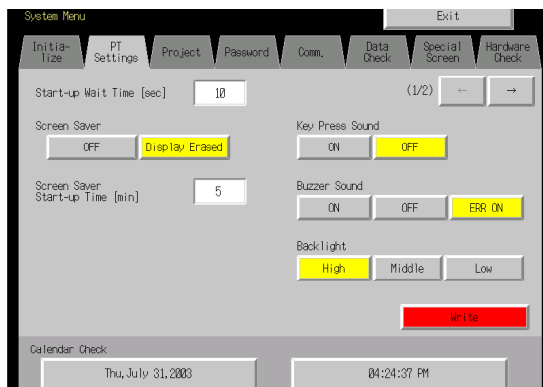 System Menu
Exit
Initia-
lize
PT
Settings
Project
Password
Comm.
Data
Check
Special
Screen
Hardware
Check
Start-up Wait Time [sec]
10
(1/2)
←
→
Screen Saver
OFF
Display Erased
Key Press Sound
ON
OFF
Screen Saver
Start-up Time [min]
5
Buzzer Sound
ON
OFF
ERR ON
Backlight
High
Middle
Low
Write
Calendar Check
Thu,July 31,2003
04:24:37 PM